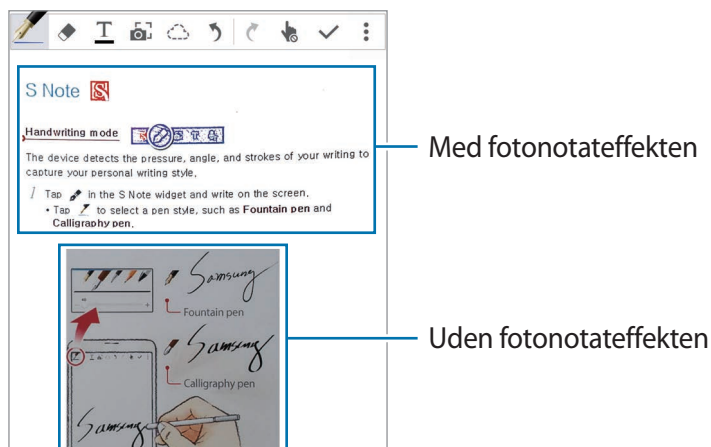 T
S Note S
Handwriting mode
The device detects the pressure, angle, and strokes of your writing to
capture your personal writing style.
1 Tap in the S Note widget and write on the screen.
• Tap to select a pen style, such as Fountain pen and
Calligraphy pen.
Med fotonotateffekten
Samsung
Fountain pen
Uden fotonotateffekten
Samsung
Calligraphy pen
Samsung